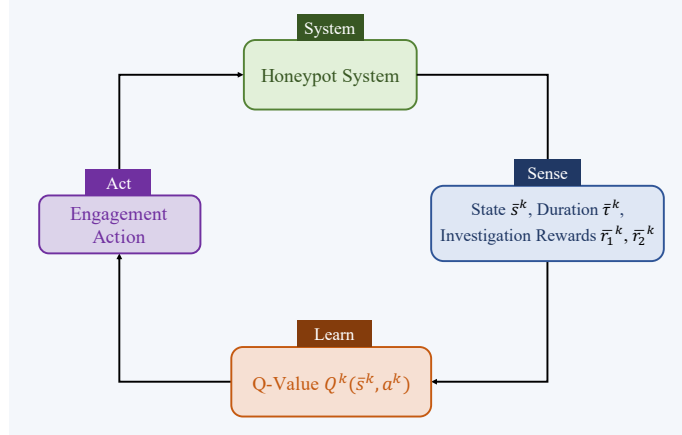 System
Honeypot System
Act
Engagement
Action
Sense
State s̄ᵏ, Duration τ̄ᵏ,
Investigation Rewards r̄₁ᵏ, r̄₂ᵏ
Learn
Q-Value Qᵏ(s̄ᵏ, aᵏ)